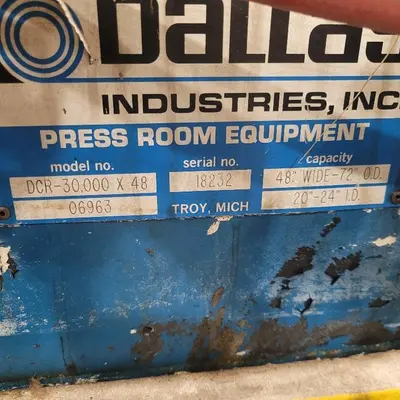 Dallas
INDUSTRIES, INC.
PRESS ROOM EQUIPMENT
model no. serial no. capacity
DCR-30,000 X 48 18232 48" WIDE-72" O.D.
06963 TROY, MICH 20"-24" I.D.